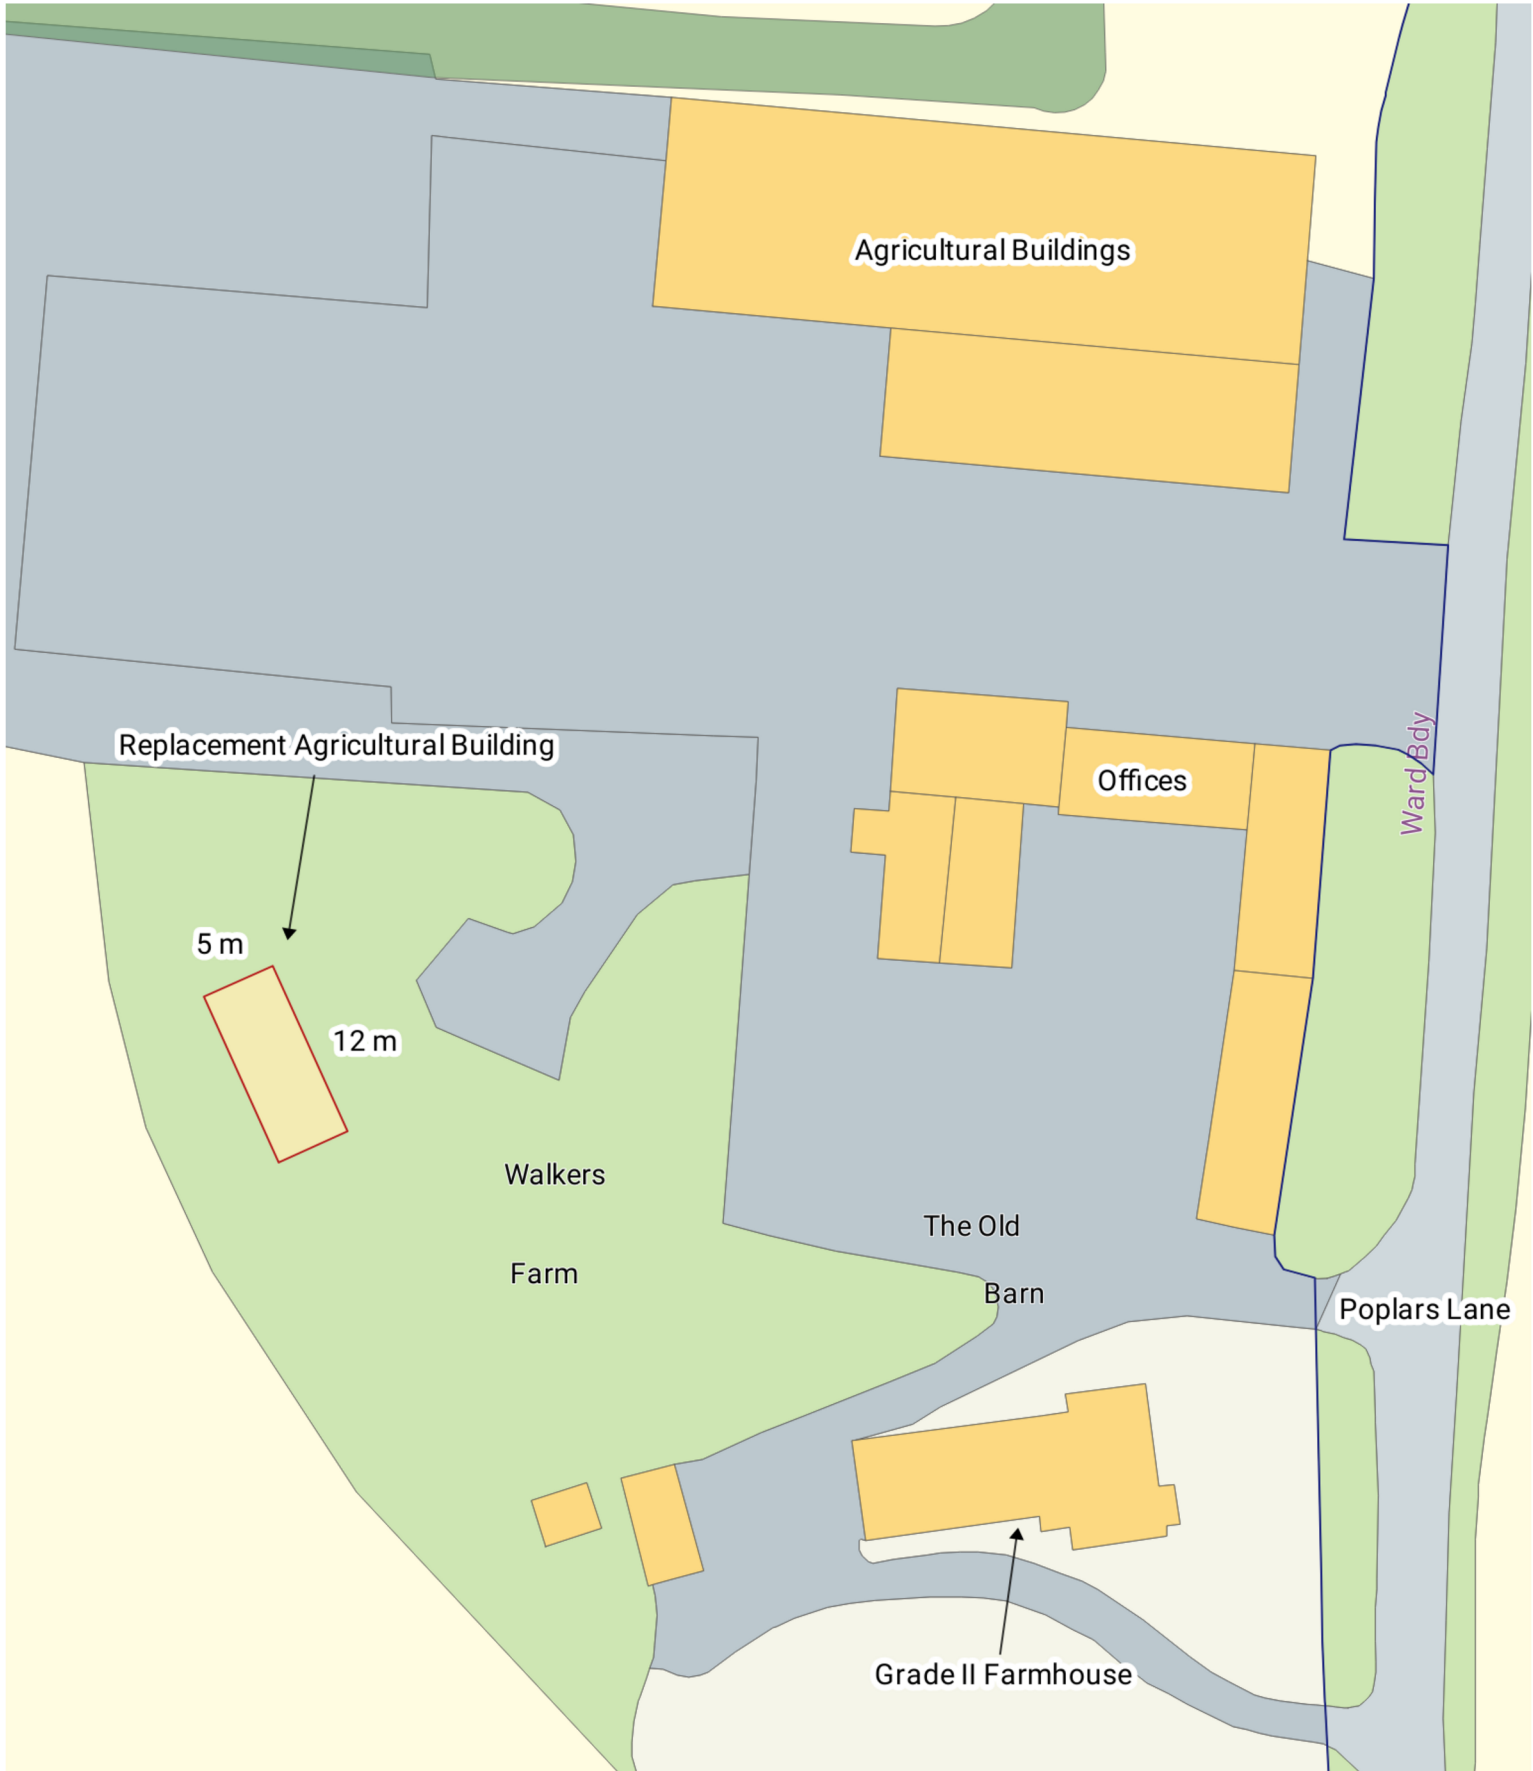 Agricultural Buildings
Replacement Agricultural Building
Offices
Ward Bdy
5 m
12 m
Walkers
Farm
The Old
Barn
Poplars Lane
Grade II Farmhouse